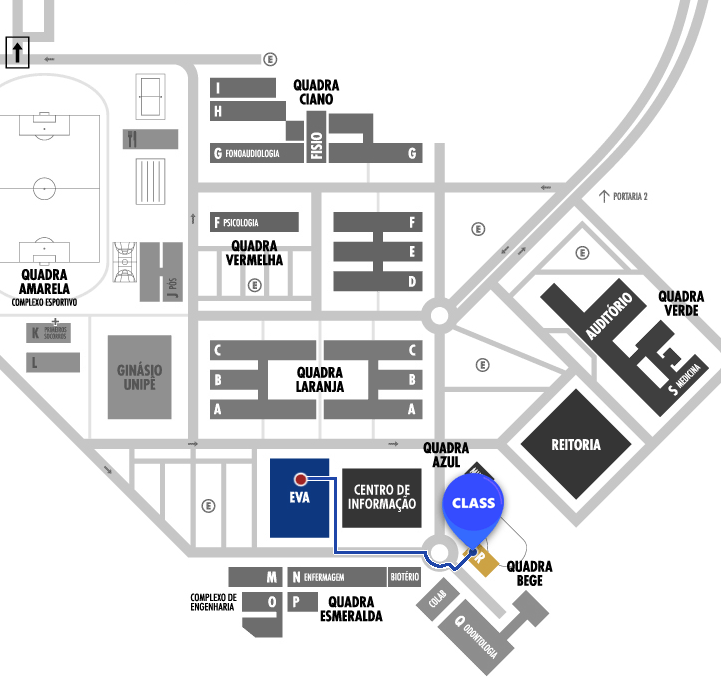 E
I
QUADRA
CIANO
H
FISIO
G FONOAUDIOLOGIA
G
PORTARIA 2
F PSICOLOGIA
F
E
QUADRA
VERMELHA
E
E
E
D
J PÓS
QUADRA
AMARELA
COMPLEXO ESPORTIVO
AUDITÓRIO
QUADRA
VERDE
S MEDICINA
K PRIMEIROS
SOCORROS
L
GINÁSIO
UNIPÊ
C
C
B
QUADRA
LARANJA
B
A
A
E
REITORIA
QUADRA
AZUL
EVA
CENTRO DE
INFORMAÇÃO
CLASS
E
R
QUADRA
BEGE
M
N ENFERMAGEM
BIOTÉRIO
COMPLEXO DE
ENGENHARIA
O
P
QUADRA
ESMERALDA
COLAB
Q ODONTOLOGIA